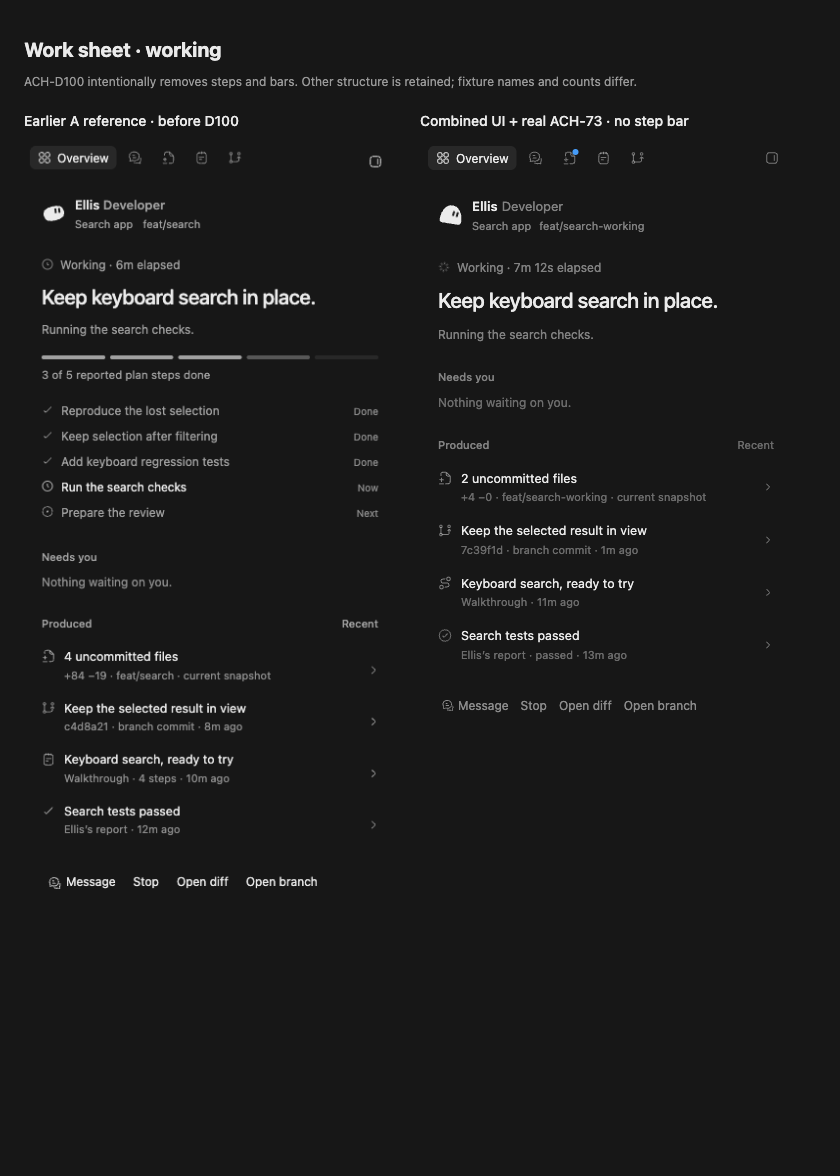 Work sheet · working
ACH-D100 intentionally removes steps and bars. Other structure is retained; fixture names and counts differ.
Earlier A reference · before D100
Overview
Ellis Developer
Search app feat/search
Working · 6m elapsed
Keep keyboard search in place.
Running the search checks.
3 of 5 reported plan steps done
Reproduce the lost selection Done
Keep selection after filtering Done
Add keyboard regression tests Done
Run the search checks Now
Prepare the review Next
Needs you
Nothing waiting on you.
Produced Recent
4 uncommitted files
+84 −19 · feat/search · current snapshot
Keep the selected result in view
c4d8a21 · branch commit · 8m ago
Keyboard search, ready to try
Walkthrough · 4 steps · 10m ago
Search tests passed
Ellis's report · 12m ago
Message Stop Open diff Open branch
Combined UI + real ACH-73 · no step bar
Overview
Ellis Developer
Search app feat/search-working
Working · 7m 12s elapsed
Keep keyboard search in place.
Running the search checks.
Needs you
Nothing waiting on you.
Produced Recent
2 uncommitted files
+4 −0 · feat/search-working · current snapshot
Keep the selected result in view
7c39f1d · branch commit · 1m ago
Keyboard search, ready to try
Walkthrough · 11m ago
Search tests passed
Ellis's report · passed · 13m ago
Message Stop Open diff Open branch